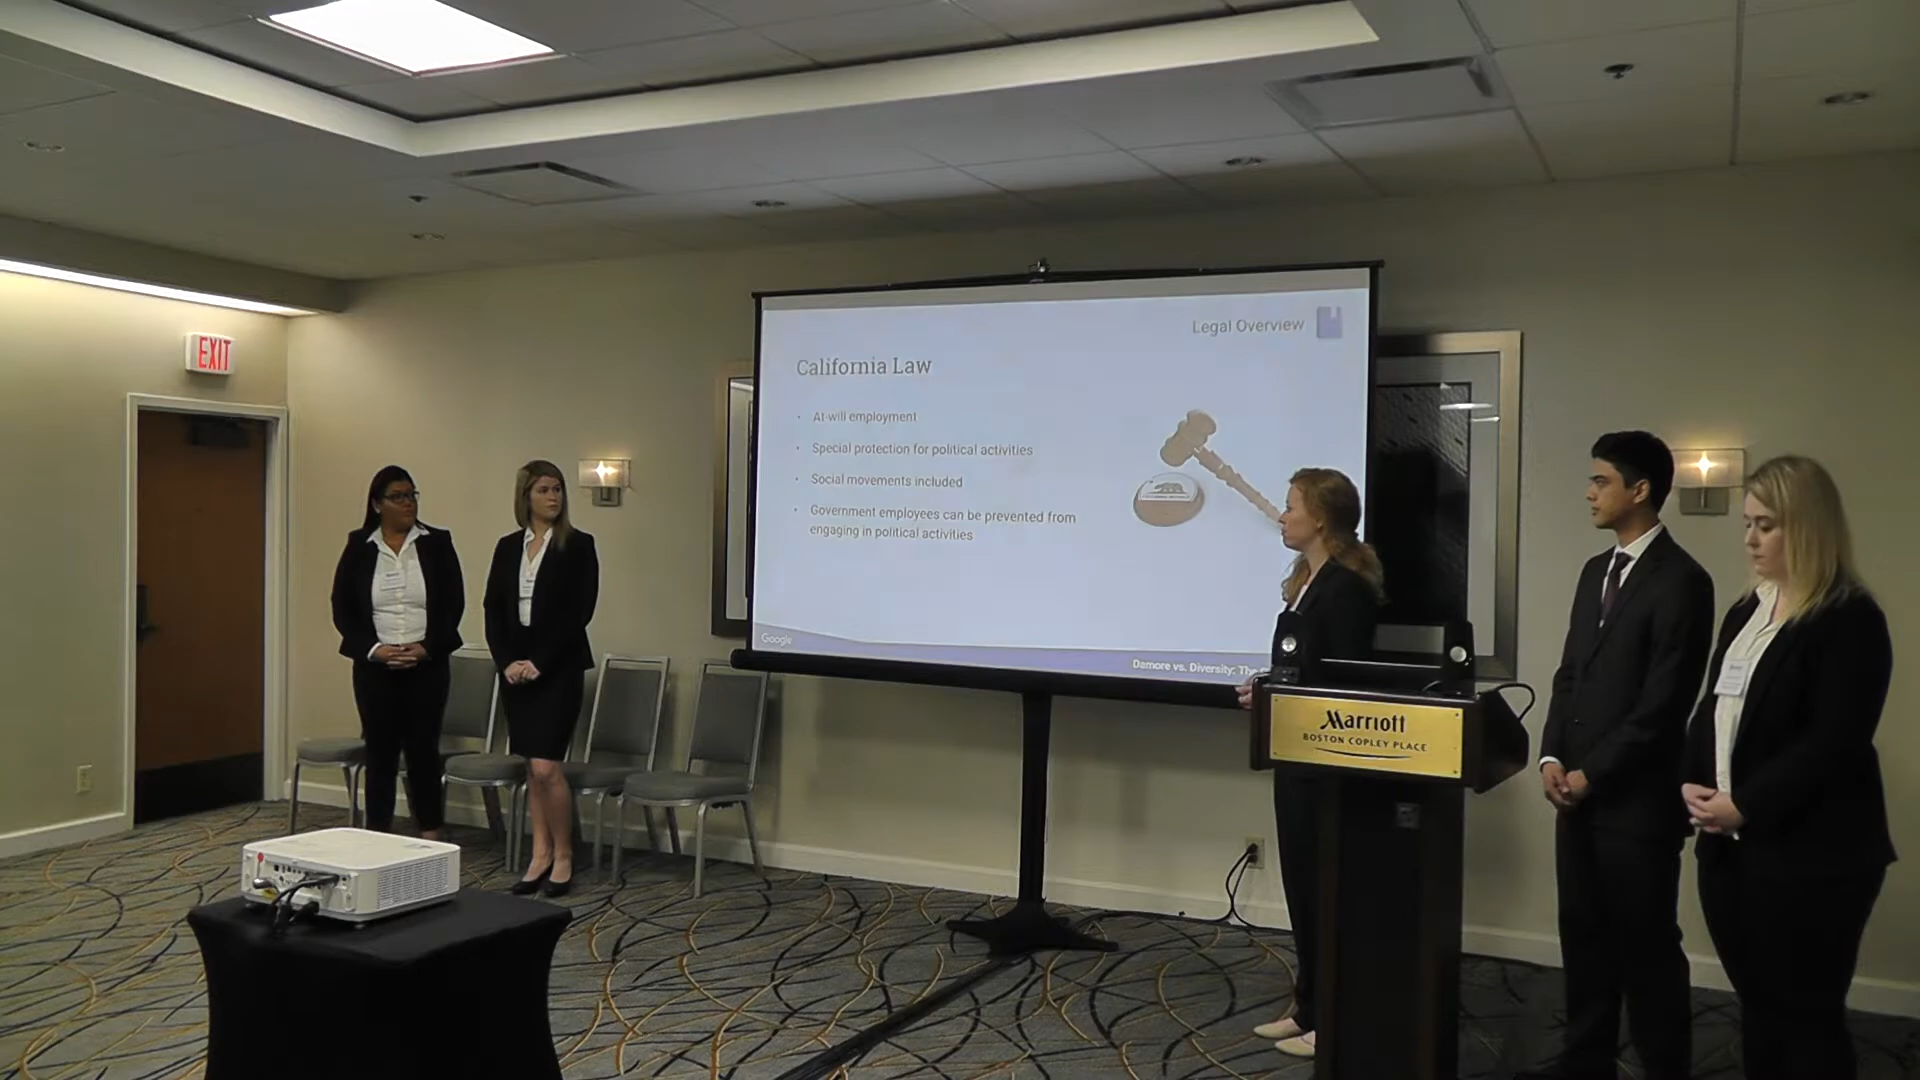 EXIT
Legal Overview
California Law
At-will employment
Special protection for political activities
Social movements included
Government employees can be prevented from
engaging in political activities
Google
Damore vs. Diversity: The
Marriott
BOSTON COPLEY PLACE